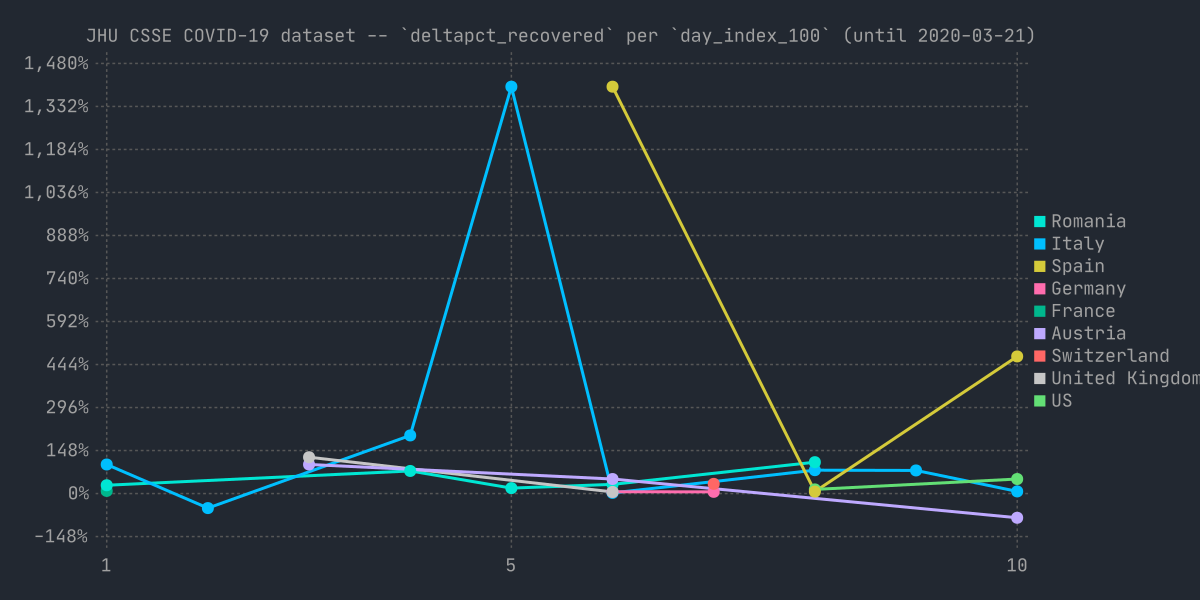 JHU CSSE COVID-19 dataset -- `deltapct_recovered` per `day_index_100` (until 2020-03-21)
1,480%
1,332%
1,184%
1,036%
888%
740%
592%
444%
296%
148%
0%
-148%
1
5
10
Romania
Italy
Spain
Germany
France
Austria
Switzerland
United Kingdom
US